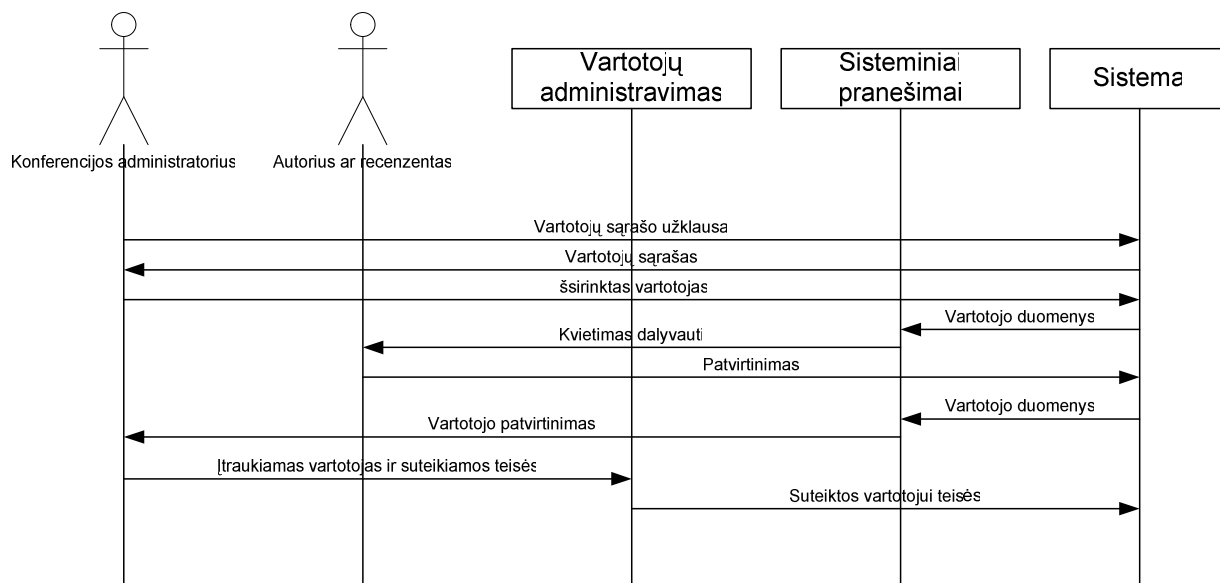 Vartotojų
administravimas
Sisteminiai
pranešimai
Sistema
Konferencijos administratorius
Autorius ar recenzentas
Vartotojų sąrašo užklausa
Vartotojų sąrašas
šsirinktas vartotojas
Vartotojo duomenys
Kvietimas dalyvauti
Patvirtinimas
Vartotojo duomenys
Vartotojo patvirtinimas
Įtraukiamas vartotojas ir suteikiamos teisės
Suteiktos vartotojui teisės